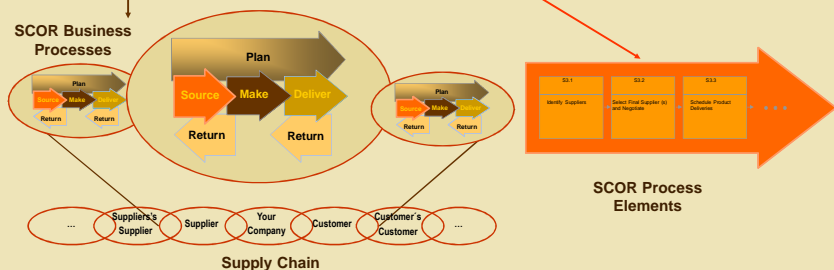 SCOR Business
Processes
Plan
Source
Make
Deliver
Return
Return
Plan
Source
Make
Deliver
Return
Return
Plan
Source
Make
Deliver
Return
Return
S3.1
Identify Suppliers
S3.2
Select Final Supplier (s)
and Negotiate
S3.3
Schedule Product
Deliveries
SCOR Process
Elements
...
Suppliers's
Supplier
Supplier
Your
Company
Customer
Customer´s
Customer
...
Supply Chain